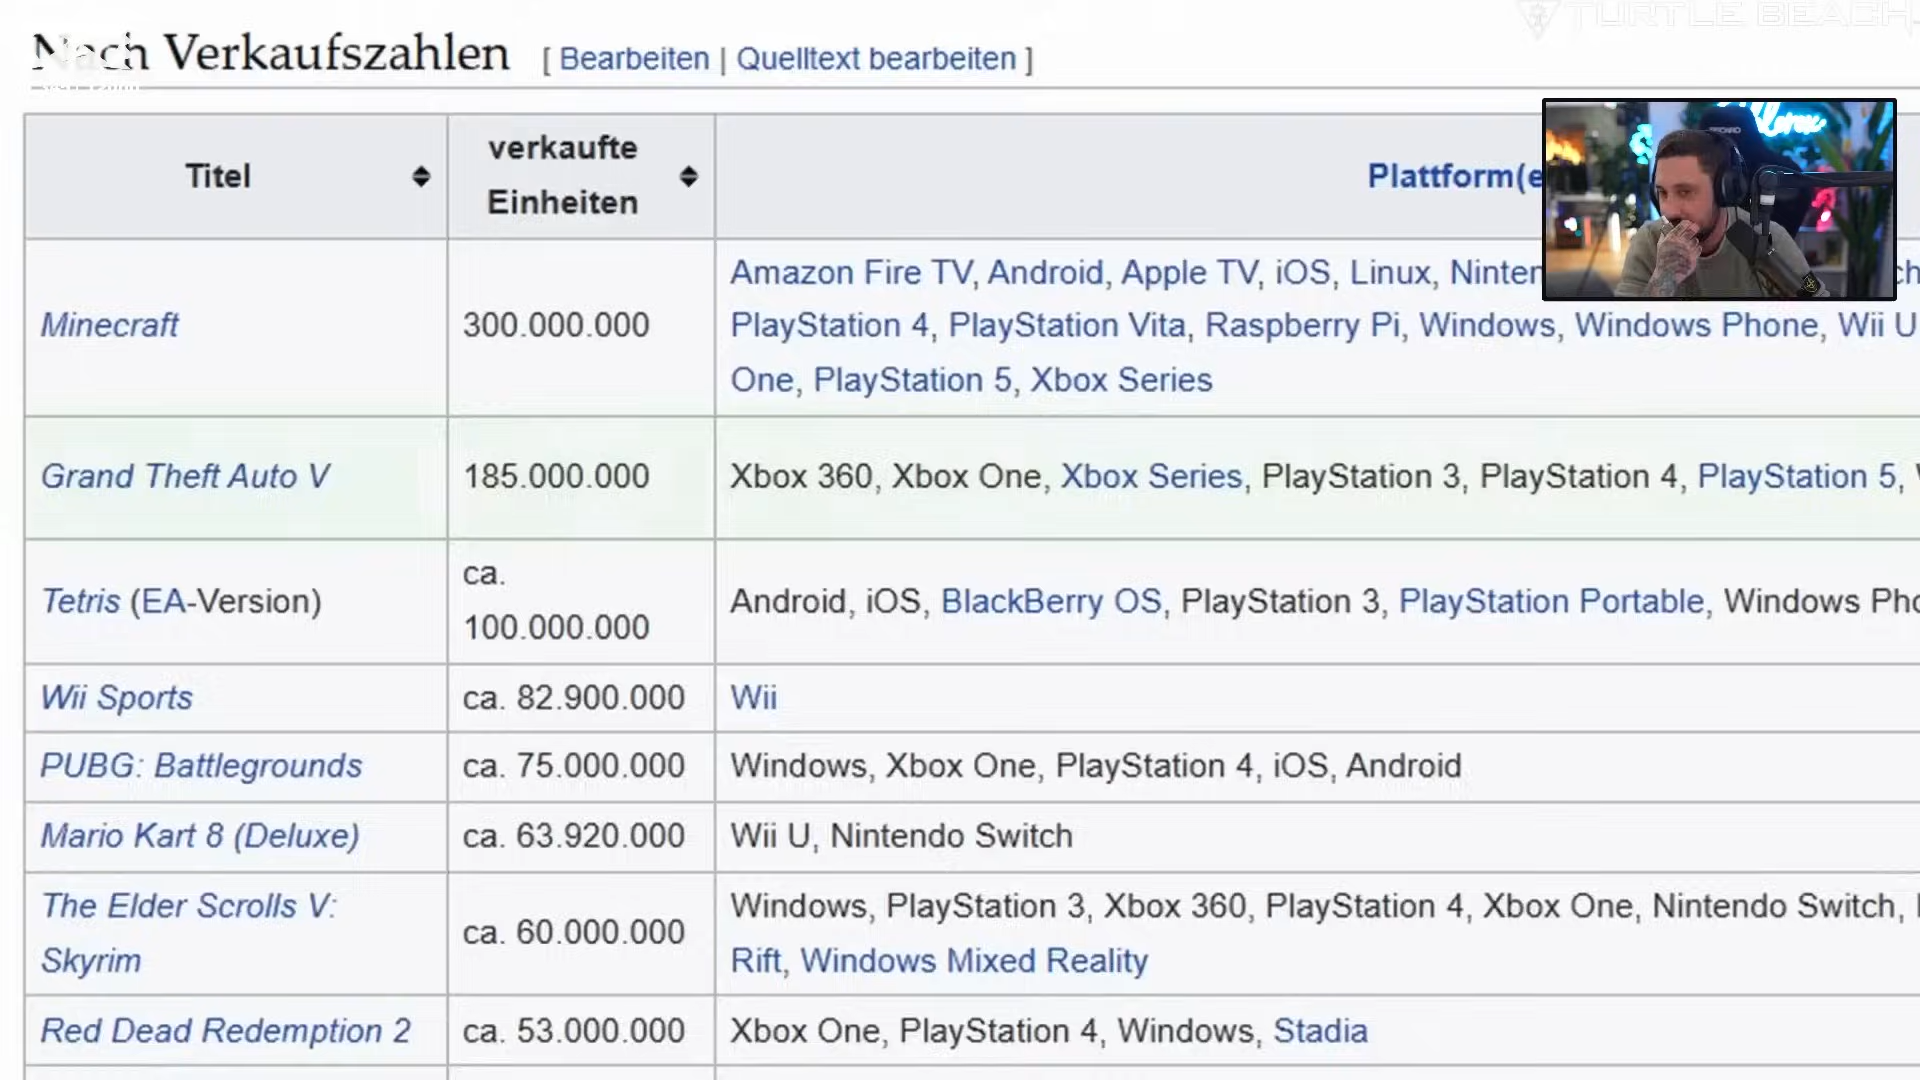 TURTLE BEACH
Nach Verkaufszahlen [ Bearbeiten | Quelltext bearbeiten ]
Titel
verkaufte
Einheiten
Plattform(e
Minecraft
300.000.000
Amazon Fire TV, Android, Apple TV, iOS, Linux, Ninten
PlayStation 4, PlayStation Vita, Raspberry Pi, Windows, Windows Phone, Wii U
One, PlayStation 5, Xbox Series
Grand Theft Auto V
185.000.000
Xbox 360, Xbox One, Xbox Series, PlayStation 3, PlayStation 4, PlayStation 5,
Tetris (EA-Version)
ca.
100.000.000
Android, iOS, BlackBerry OS, PlayStation 3, PlayStation Portable, Windows Pho
Wii Sports
ca. 82.900.000
Wii
PUBG: Battlegrounds
ca. 75.000.000
Windows, Xbox One, PlayStation 4, iOS, Android
Mario Kart 8 (Deluxe)
ca. 63.920.000
Wii U, Nintendo Switch
The Elder Scrolls V:
Skyrim
ca. 60.000.000
Windows, PlayStation 3, Xbox 360, PlayStation 4, Xbox One, Nintendo Switch,
Rift, Windows Mixed Reality
Red Dead Redemption 2
ca. 53.000.000
Xbox One, PlayStation 4, Windows, Stadia